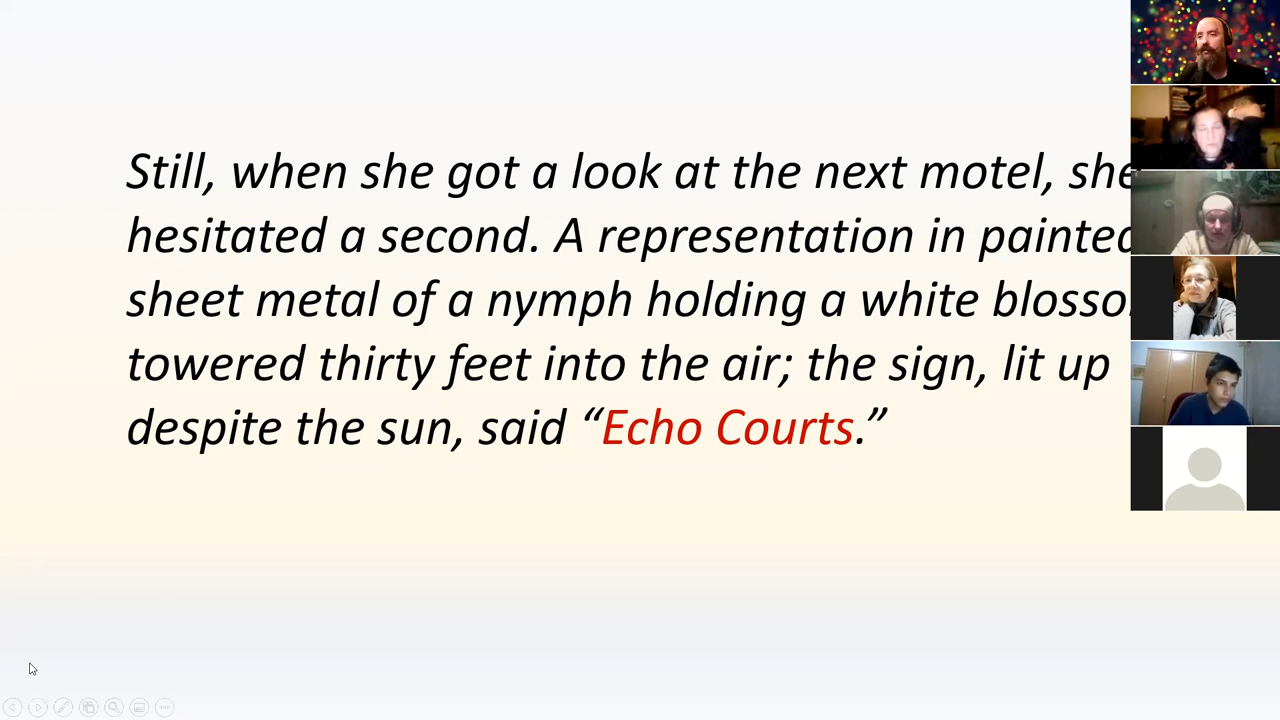 Still, when she got a look at the next motel, she
hesitated a second. A representation in painted
sheet metal of a nymph holding a white
towered thirty feet into the air; the sign, lit up
despite the sun, said “Echo Courts.”